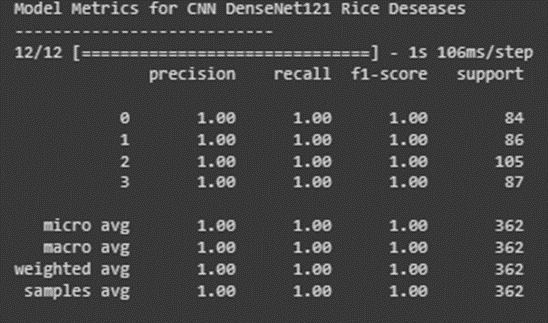 Model Metrics for CNN DenseNet121 Rice Deseases
---------------------------
12/12 [==============================] - 1s 106ms/step
precision recall f1-score support
0 1.00 1.00 1.00 84
1 1.00 1.00 1.00 86
2 1.00 1.00 1.00 105
3 1.00 1.00 1.00 87
micro avg 1.00 1.00 1.00 362
macro avg 1.00 1.00 1.00 362
weighted avg 1.00 1.00 1.00 362
samples avg 1.00 1.00 1.00 362